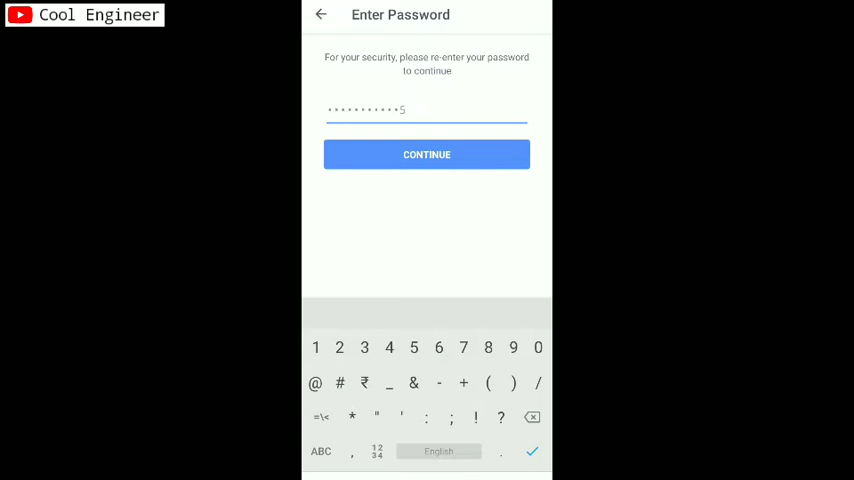 Cool Engineer
Enter Password
For your security, please re-enter your password
to continue
•••••••••••5
CONTINUE
1 2 3 4 5 6 7 8 9 0
@ # ₹ _ & - + ( ) /
=\< * " ' : ; ! ?
ABC , 12 34 English .